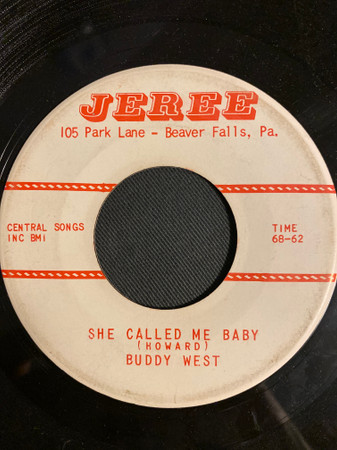 JEREE
105 Park Lane - Beaver Falls, Pa.
CENTRAL SONGS
INC BMi
TIME
68-62
SHE CALLED ME BABY
(HOWARD)
BUDDY WEST